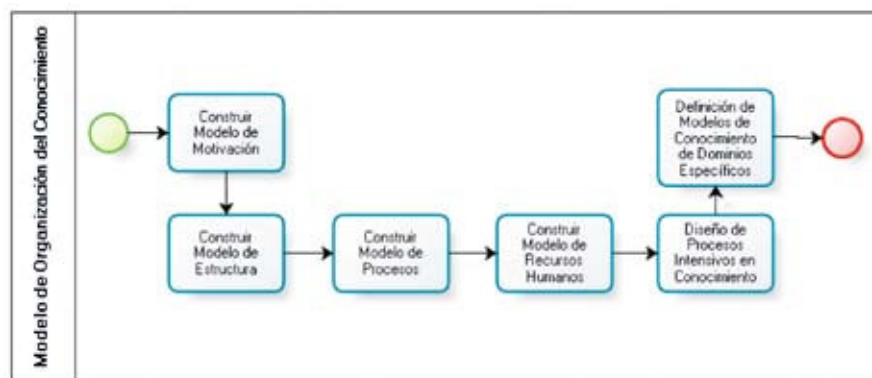 Modelo de Organización del Conocimiento
Construir
Modelo de
Motivación
Construir
Modelo de
Estructura
Construir
Modelo de
Procesos
Construir
Modelo de
Recursos
Humanos
Diseño de
Procesos
Intensivos en
Conocimiento
Definición de
Modelos de
Conocimiento
de Dominios
Específicos